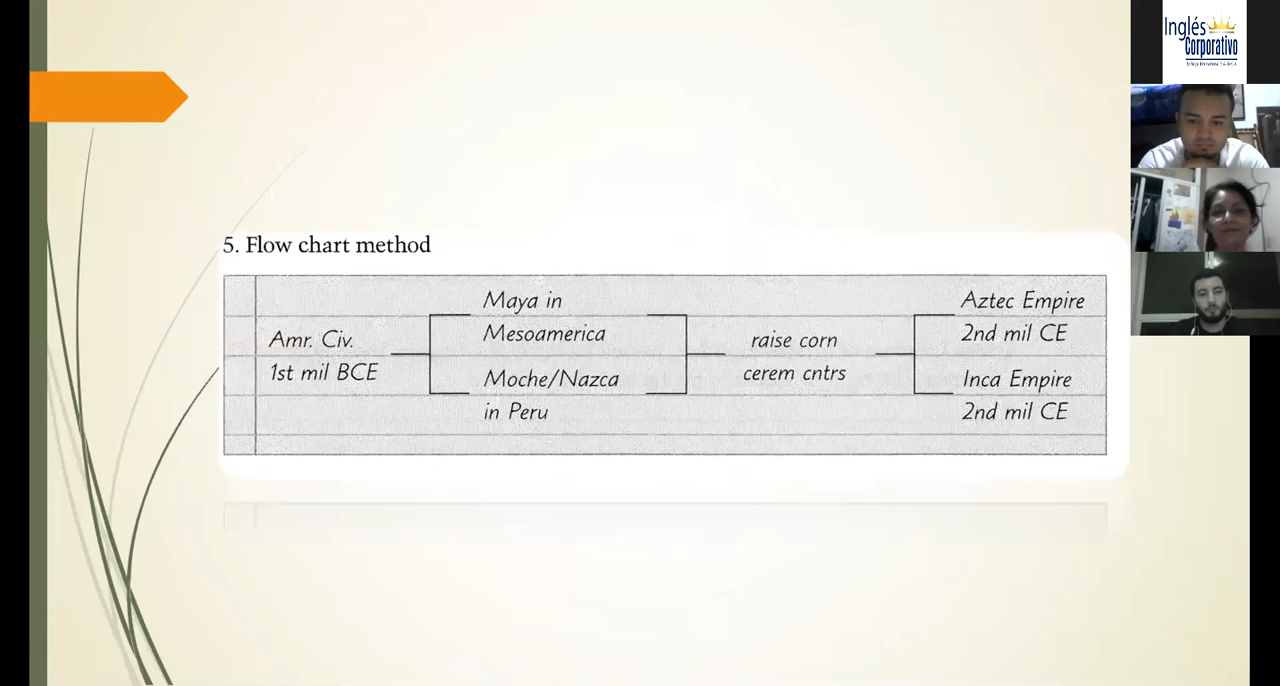 Inglés
Corporativo
5. Flow chart method
Amr. Civ.
1st mil BCE
Maya in
Mesoamerica
Moche/Nazca
in Peru
raise corn
cerem cntrs
Aztec Empire
2nd mil CE
Inca Empire
2nd mil CE